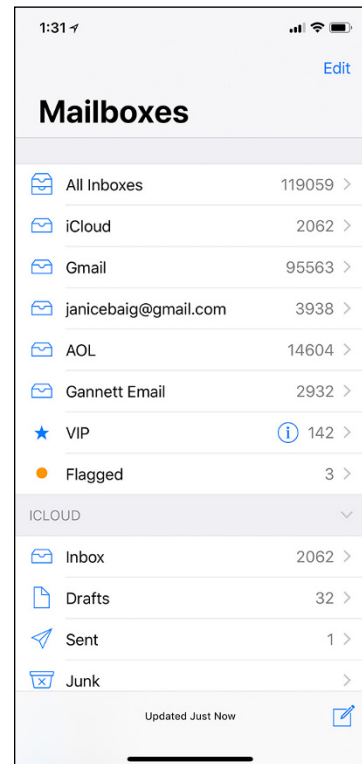 1:31
Edit
Mailboxes
All Inboxes 119059
iCloud 2062
Gmail 95563
janicebaig@gmail.com 3938
AOL 14604
Gannett Email 2932
VIP 142
Flagged 3
ICLOUD
Inbox 2062
Drafts 32
Sent 1
Junk
Updated Just Now